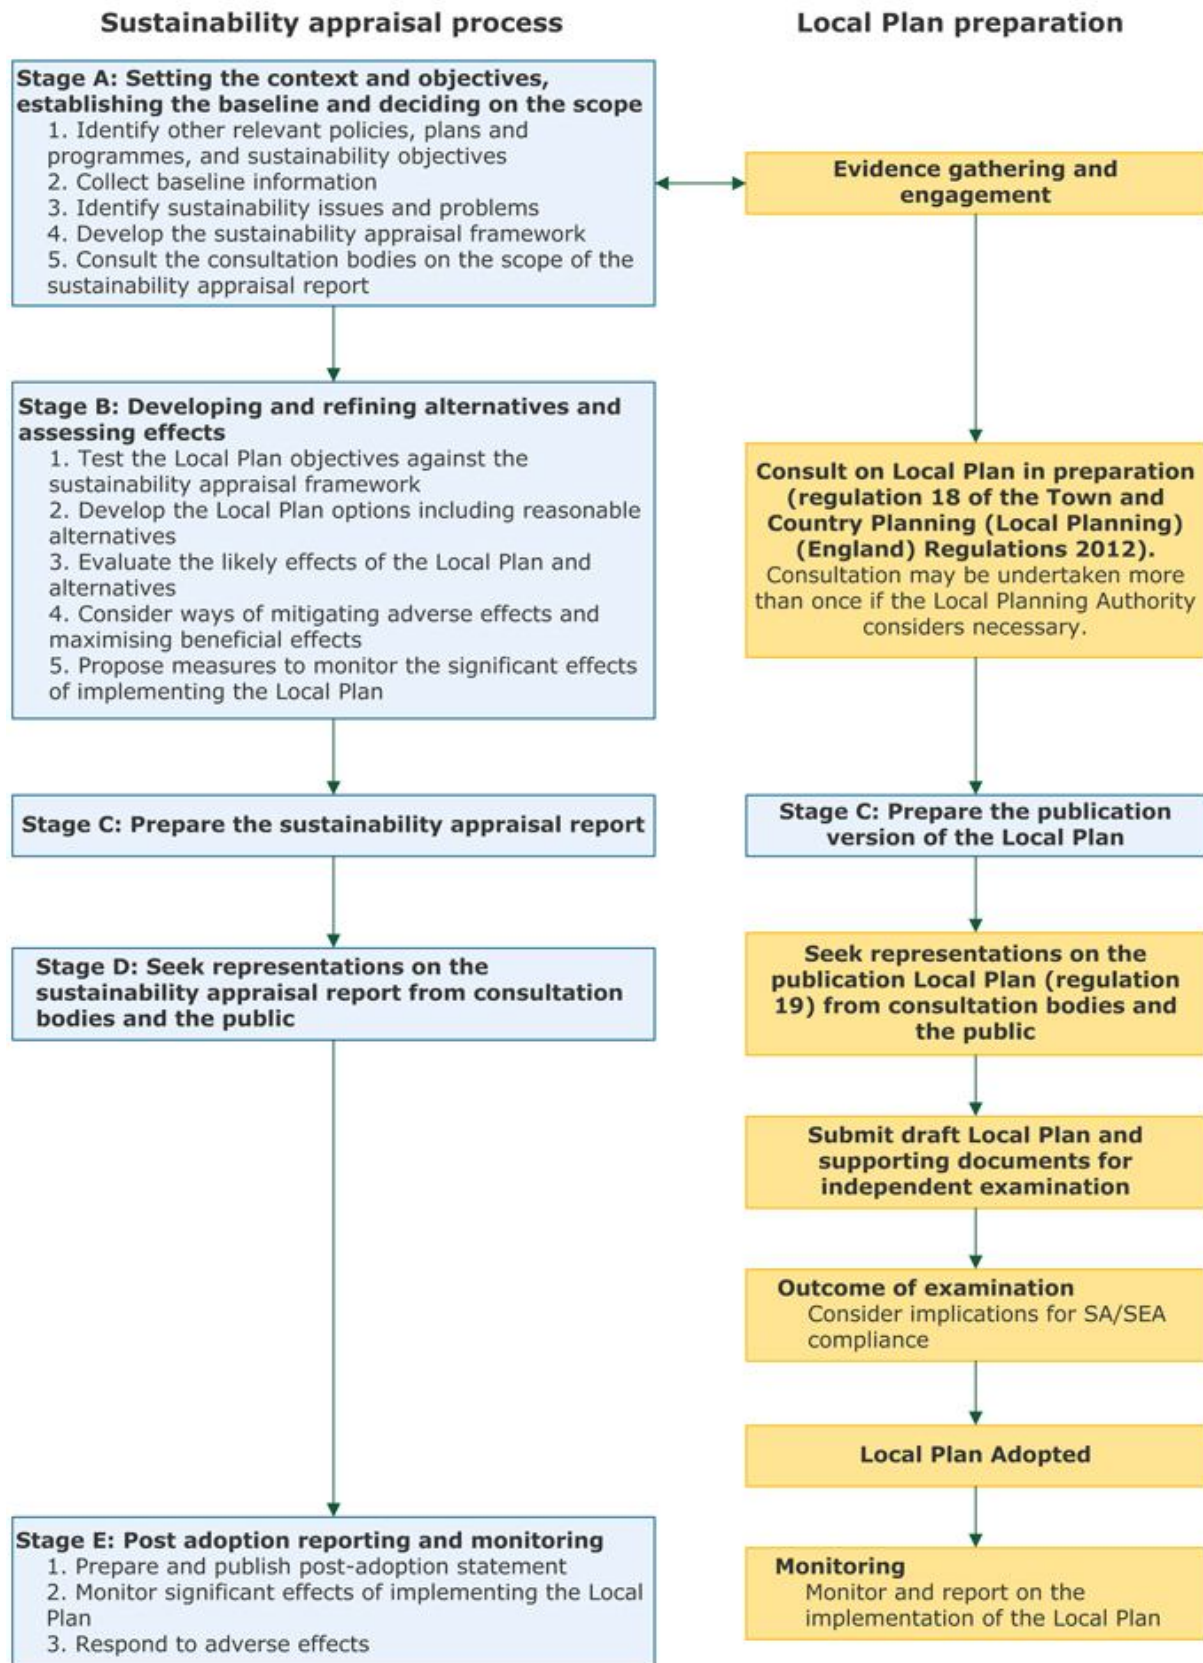 Sustainability appraisal process
Local Plan preparation
Stage A: Setting the context and objectives,
establishing the baseline and deciding on the scope
1. Identify other relevant policies, plans and
programmes, and sustainability objectives
2. Collect baseline information
3. Identify sustainability issues and problems
4. Develop the sustainability appraisal framework
5. Consult the consultation bodies on the scope of the
sustainability appraisal report
Stage B: Developing and refining alternatives and
assessing effects
1. Test the Local Plan objectives against the
sustainability appraisal framework
2. Develop the Local Plan options including reasonable
alternatives
3. Evaluate the likely effects of the Local Plan and
alternatives
4. Consider ways of mitigating adverse effects and
maximising beneficial effects
5. Propose measures to monitor the significant effects
of implementing the Local Plan
Stage C: Prepare the sustainability appraisal report
Stage D: Seek representations on the
sustainability appraisal report from consultation
bodies and the public
Stage E: Post adoption reporting and monitoring
1. Prepare and publish post-adoption statement
2. Monitor significant effects of implementing the Local
Plan
3. Respond to adverse effects
Evidence gathering and
engagement
Consult on Local Plan in preparation
(regulation 18 of the Town and
Country Planning (Local Planning)
(England) Regulations 2012).
Consultation may be undertaken more
than once if the Local Planning Authority
considers necessary.
Stage C: Prepare the publication
version of the Local Plan
Seek representations on the
publication Local Plan (regulation
19) from consultation bodies and
the public
Submit draft Local Plan and
supporting documents for
independent examination
Outcome of examination
Consider implications for SA/SEA
compliance
Local Plan Adopted
Monitoring
Monitor and report on the
implementation of the Local Plan